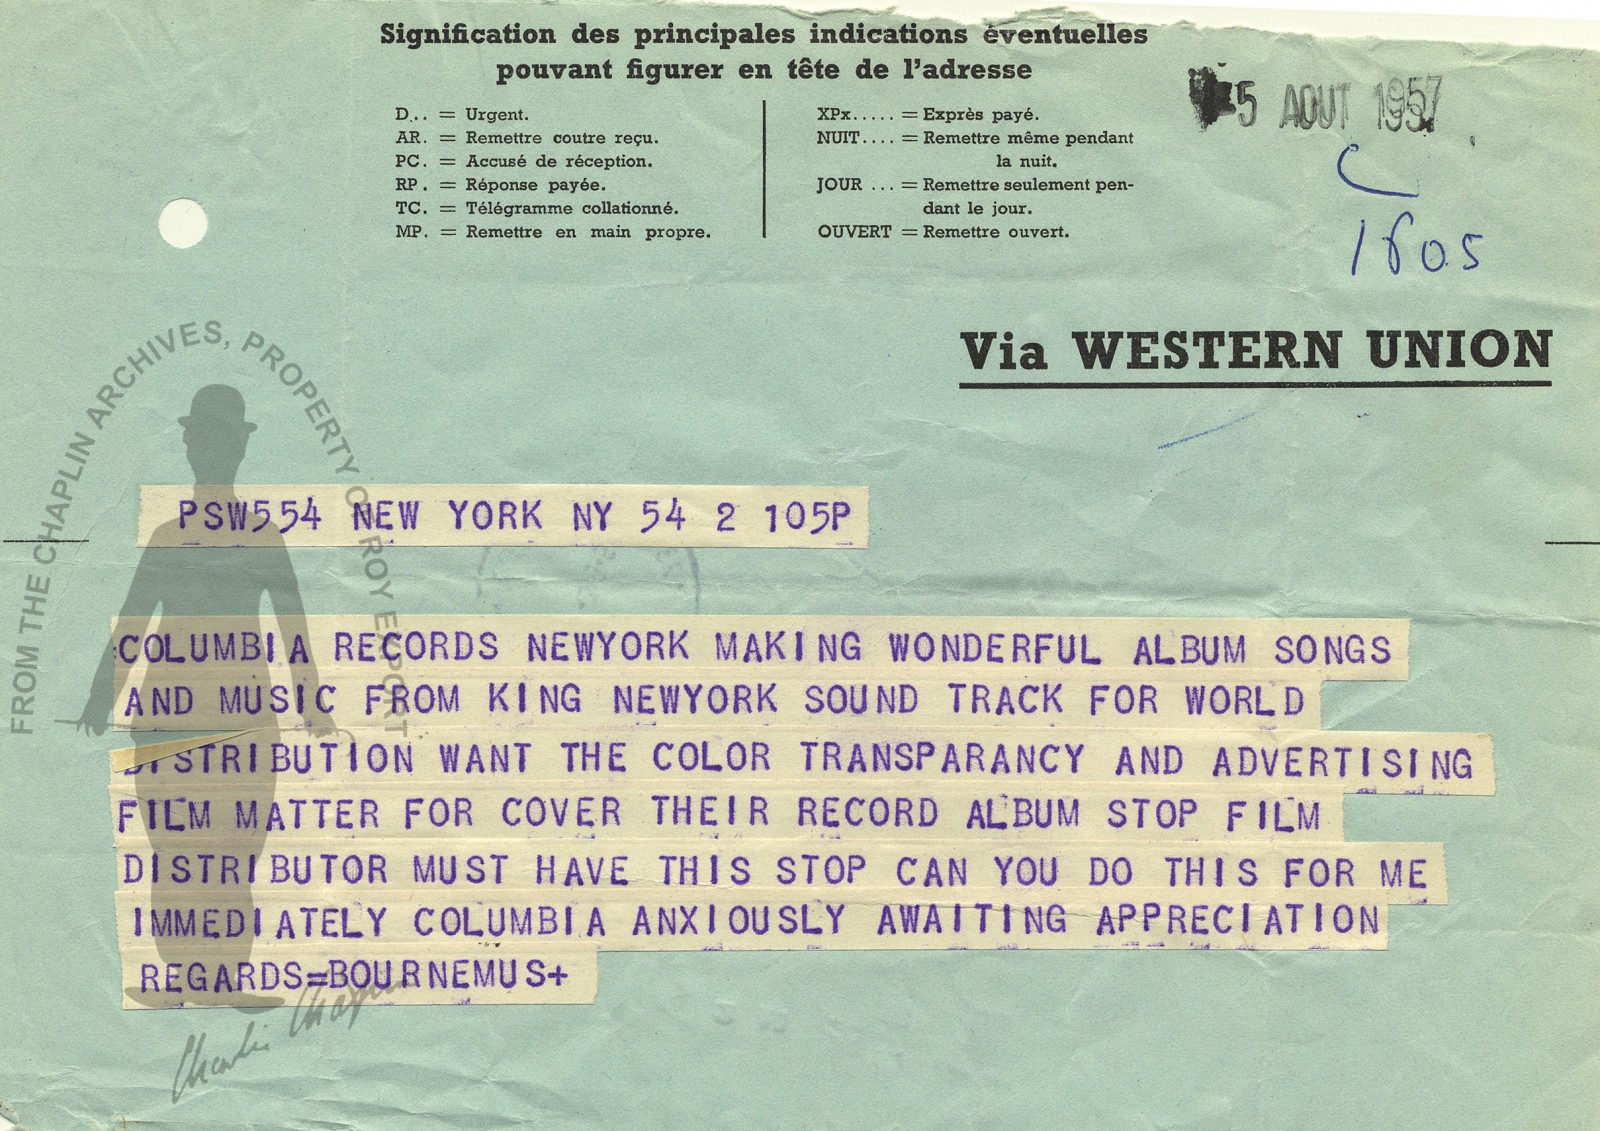 Signification des principales indications éventuelles
pouvant figurer en tête de l'adresse
D... = Urgent.
AR. = Remettre coutre reçu.
PC. = Accusé de réception.
RP. = Réponse payée.
TC. = Télégramme collationné.
MP. = Remettre en main propre.
XPx..... = Exprès payé.
NUIT.... = Remettre même pendant
la nuit.
JOUR ... = Remettre seulement pen-
dant le jour.
OUVERT = Remettre ouvert.
5 AOUT 1957
1605
Via WESTERN UNION
PSW554 NEW YORK NY 54 2 105P
COLUMBIA RECORDS NEWYORK MAKING WONDERFUL ALBUM SONGS
AND MUSIC FROM KING NEWYORK SOUND TRACK FOR WORLD
DISTRIBUTION WANT THE COLOR TRANSPARANCY AND ADVERTISING
FILM MATTER FOR COVER THEIR RECORD ALBUM STOP FILM
DISTRIBUTOR MUST HAVE THIS STOP CAN YOU DO THIS FOR ME
IMMEDIATELY COLUMBIA ANXIOUSLY AWAITING APPRECIATION
REGARDS=BOURNEMUS+
FROM THE CHAPLIN ARCHIVES, PROPERTY OF ROY EXPORT
Charlie Chaplin